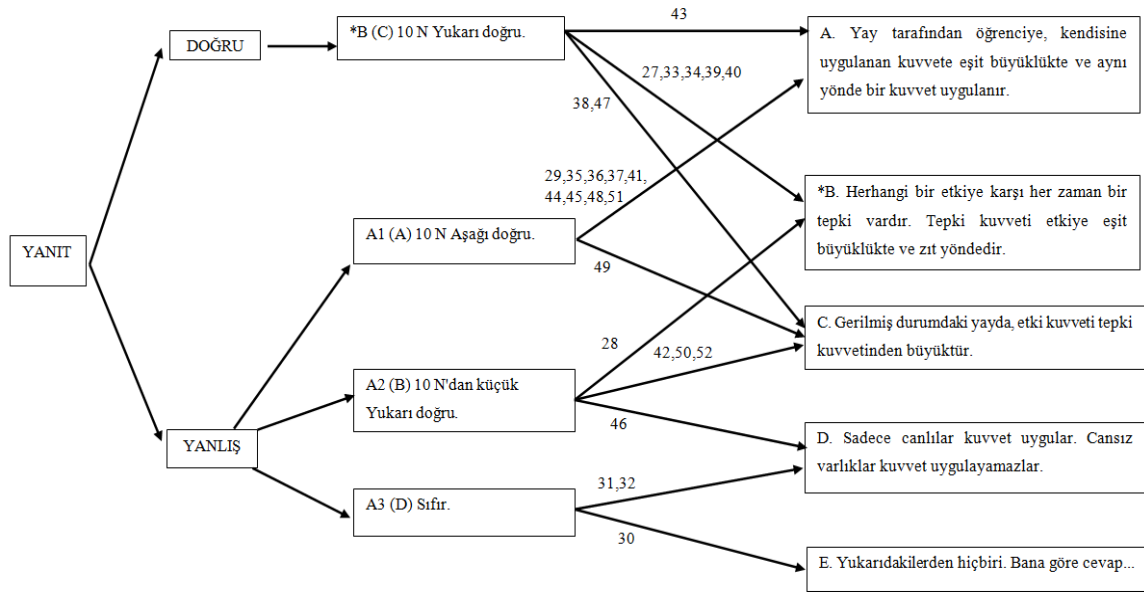 YANIT
DOĞRU
YANLIŞ
*B (C) 10 N Yukarı doğru.
A1 (A) 10 N Aşağı doğru.
A2 (B) 10 N'dan küçük
Yukarı doğru.
A3 (D) Sıfır.
43
27,33,34,39,40
38,47
29,35,36,37,41,
44,45,48,51
49
28
42,50,52
46
31,32
30
A. Yay tarafından öğrenciye, kendisine
uygulanan kuvvete eşit büyüklükte ve aynı
yönde bir kuvvet uygulanır.
*B. Herhangi bir etkiye karşı her zaman bir
tepki vardır. Tepki kuvveti etkiye eşit
büyüklükte ve zıt yöndedir.
C. Gerilmiş durumdaki yayda, etki kuvveti tepki
kuvvetinden büyüktür.
D. Sadece canlılar kuvvet uygular. Cansız
varlıklar kuvvet uygulayamazlar.
E. Yukarıdakilerden hiçbiri. Bana göre cevap...